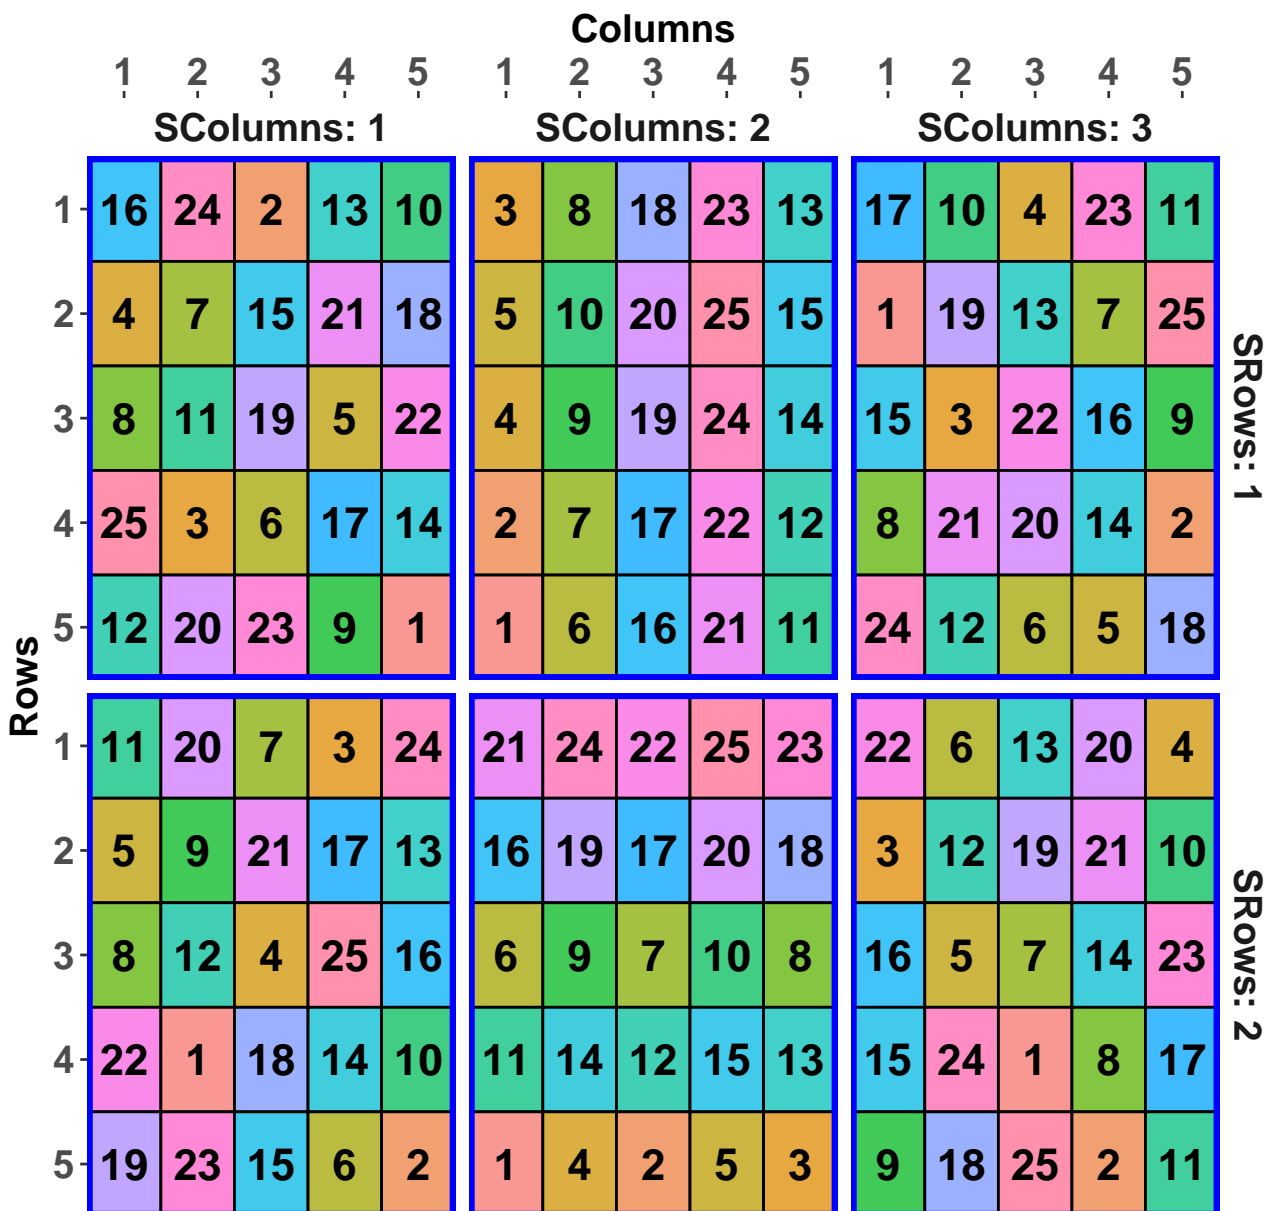 Columns
1 2 3 4 5 1 2 3 4 5 1 2 3 4 5
SColumns: 1 SColumns: 2 SColumns: 3
1 16 24 2 13 10 3 8 18 23 13 17 10 4 23 11
2 4 7 15 21 18 5 10 20 25 15 1 19 13 7 25
3 8 11 19 5 22 4 9 19 24 14 15 3 22 16 9
4 25 3 6 17 14 2 7 17 22 12 8 21 20 14 2
5 12 20 23 9 1 1 6 16 21 11 24 12 6 5 18
SRows: 1
Rows
1 11 20 7 3 24 21 24 22 25 23 22 6 13 20 4
2 5 9 21 17 13 16 19 17 20 18 3 12 19 21 10
3 8 12 4 25 16 6 9 7 10 8 16 5 7 14 23
4 22 1 18 14 10 11 14 12 15 13 15 24 1 8 17
5 19 23 15 6 2 1 4 2 5 3 9 18 25 2 11
SRows: 2